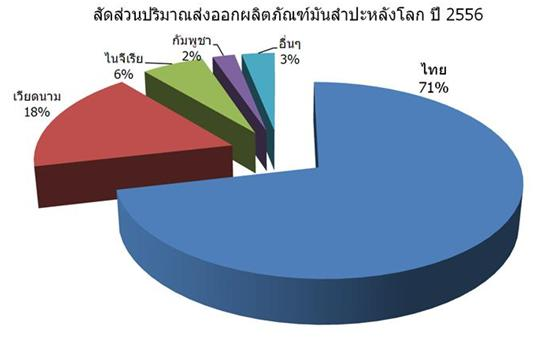 สัดส่วนปริมาณส่งออกผลิตภัณฑ์มันสำปะหลังโลก ปี 2556
ไทย
71%
เวียดนาม
18%
ไนจีเรีย
6%
กัมพูชา
2%
อื่นๆ
3%